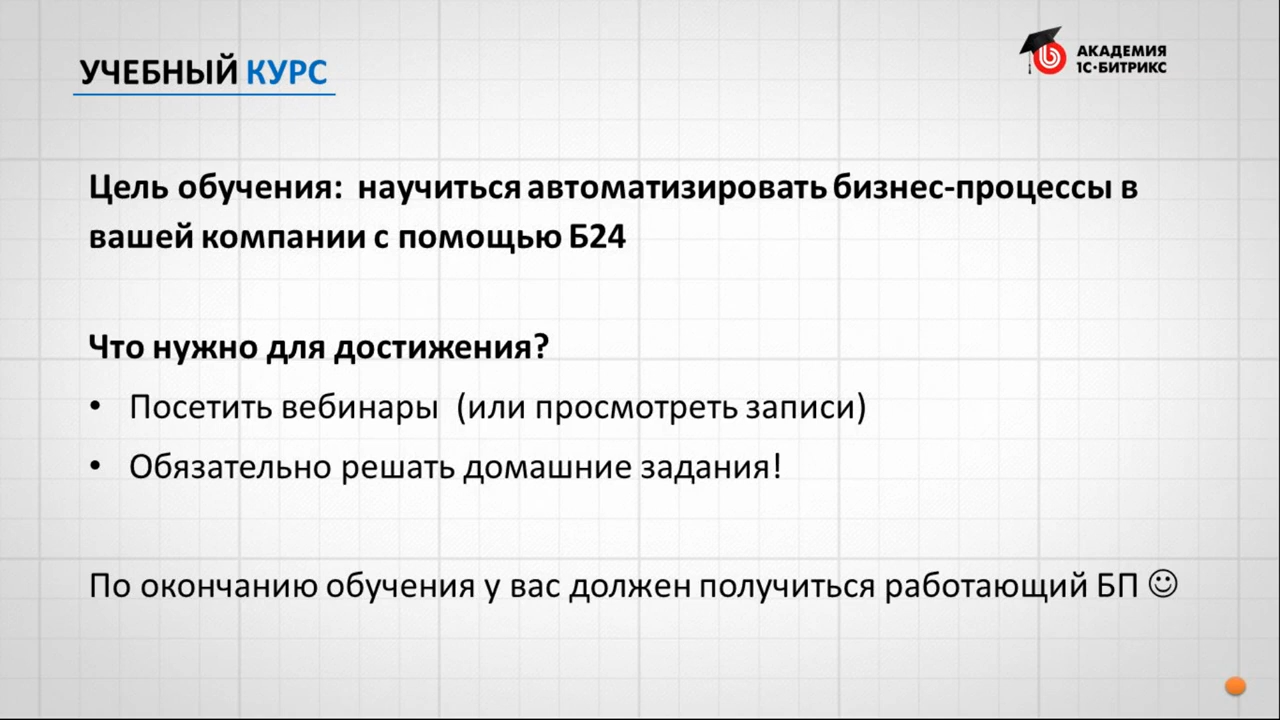 УЧЕБНЫЙ КУРС
АКАДЕМИЯ
1С•БИТРИКС
Цель обучения: научиться автоматизировать бизнес-процессы в
вашей компании с помощью Б24
Что нужно для достижения?
• Посетить вебинары (или просмотреть записи)
• Обязательно решать домашние задания!
По окончанию обучения у вас должен получиться работающий БП ☺